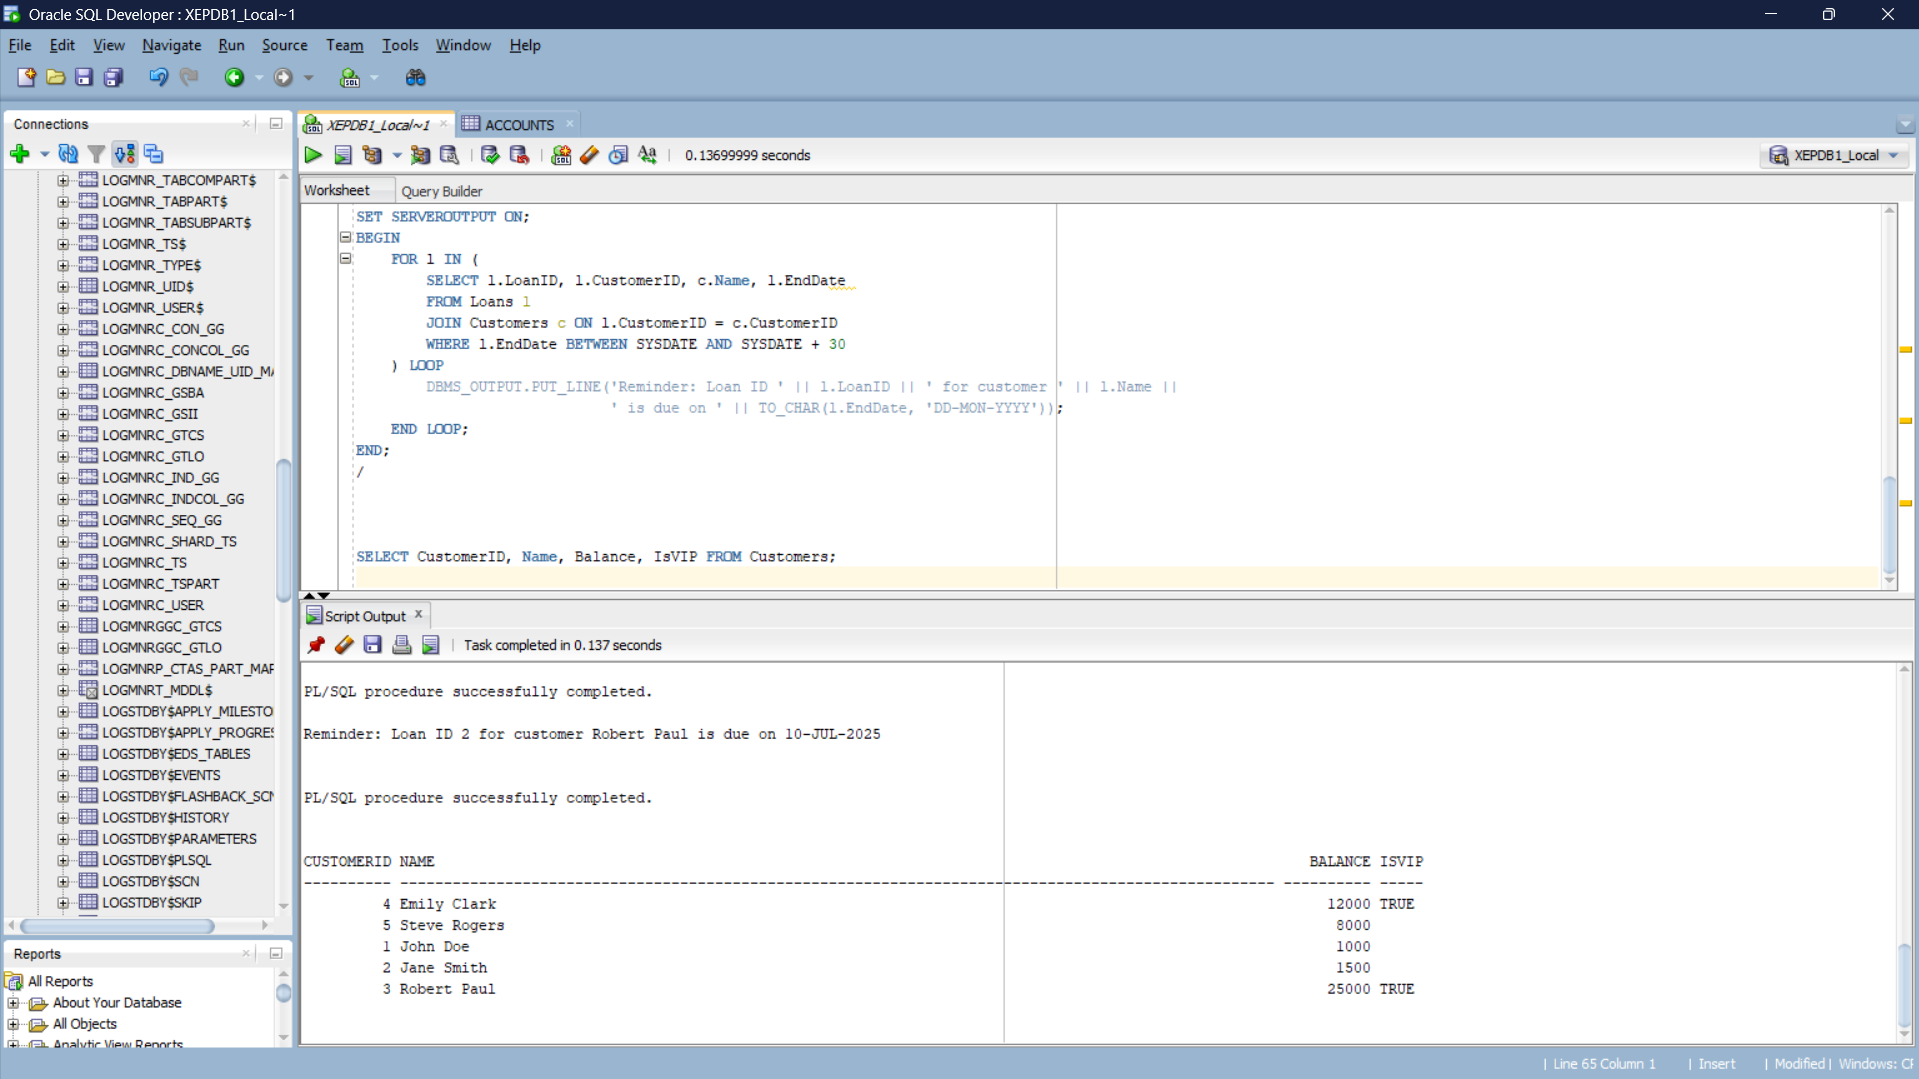 Oracle SQL Developer : XEPDB1_Local~1
File Edit View Navigate Run Source Team Tools Window Help
Connections
LOGMNR_TABCOMPART$
LOGMNR_TABPART$
LOGMNR_TABSUBPART$
LOGMNR_TS$
LOGMNR_TYPE$
LOGMNR_UID$
LOGMNR_USER$
LOGMNRC_CON_GG
LOGMNRC_CONCOL_GG
LOGMNRC_DBNAME_UID_MA
LOGMNRC_GSBA
LOGMNRC_GSII
LOGMNRC_GTCS
LOGMNRC_GTLO
LOGMNRC_IND_GG
LOGMNRC_INDCOL_GG
LOGMNRC_SEQ_GG
LOGMNRC_SHARD_TS
LOGMNRC_TS
LOGMNRC_TSPART
LOGMNRC_USER
LOGMNRGGC_GTCS
LOGMNRGGC_GTLO
LOGMNRP_CTAS_PART_MAP
LOGMNRT_MDDL$
LOGSTDBY$APPLY_MILESTO
LOGSTDBY$APPLY_PROGRES
LOGSTDBY$EDS_TABLES
LOGSTDBY$EVENTS
LOGSTDBY$FLASHBACK_SCN
LOGSTDBY$HISTORY
LOGSTDBY$PARAMETERS
LOGSTDBY$PLSQL
LOGSTDBY$SCN
LOGSTDBY$SKIP
Reports
All Reports
About Your Database
All Objects
Analytic View Reports
XEPDB1_Local~1 ACCOUNTS
0.13699999 seconds XEPDB1_Local
Worksheet Query Builder
SET SERVEROUTPUT ON;
BEGIN
FOR l IN (
SELECT l.LoanID, l.CustomerID, c.Name, l.EndDate
FROM Loans l
JOIN Customers c ON l.CustomerID = c.CustomerID
WHERE l.EndDate BETWEEN SYSDATE AND SYSDATE + 30
) LOOP
DBMS_OUTPUT.PUT_LINE('Reminder: Loan ID ' || l.LoanID || ' for customer ' || l.Name ||
' is due on ' || TO_CHAR(l.EndDate, 'DD-MON-YYYY'));
END LOOP;
END;
/
SELECT CustomerID, Name, Balance, IsVIP FROM Customers;
Script Output
Task completed in 0.137 seconds
PL/SQL procedure successfully completed.
Reminder: Loan ID 2 for customer Robert Paul is due on 10-JUL-2025
PL/SQL procedure successfully completed.
CUSTOMERID NAME BALANCE ISVIP
4 Emily Clark 12000 TRUE
5 Steve Rogers 8000
1 John Doe 1000
2 Jane Smith 1500
3 Robert Paul 25000 TRUE
Line 65 Column 1 | Insert | Modified | Windows: CF